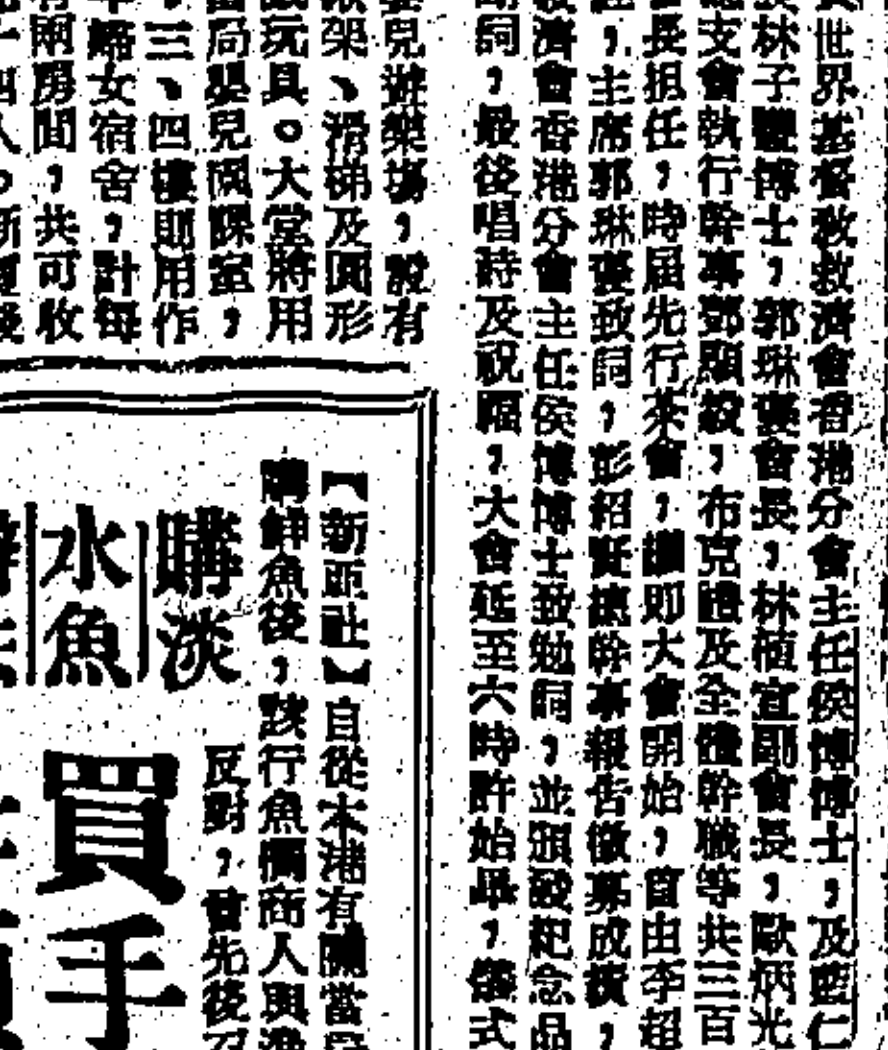 世界基督教救濟會香港分會主任侯博博士，及藍仁
林子豐博士，郭琳褒會長，林植宣副會長，歐炳光
支會執行幹事鄧顯毅，布克禮及全體幹職等共三百
長担任，時屆先行茶會，繼即大會開始，首由李超
，主席郭琳褒致詞，彭紹賢總幹事報告徵募成績，
濟會香港分會主任侯博博士致勉詞，並頒發紀念品
詞，最後唱詩及祝福，大會延至六時許始畢，儀式
兒遊樂場，設有
架、滑梯及圓形
玩具。大堂將用
局嬰兒園課室，
三、四樓則用作
婦女宿舍，計每
兩房間，共可收
【新亞社】自從本港有關當局
購鮮魚後，該行魚欄商人與漁
反對，曾先後召
購淡
水魚
買手